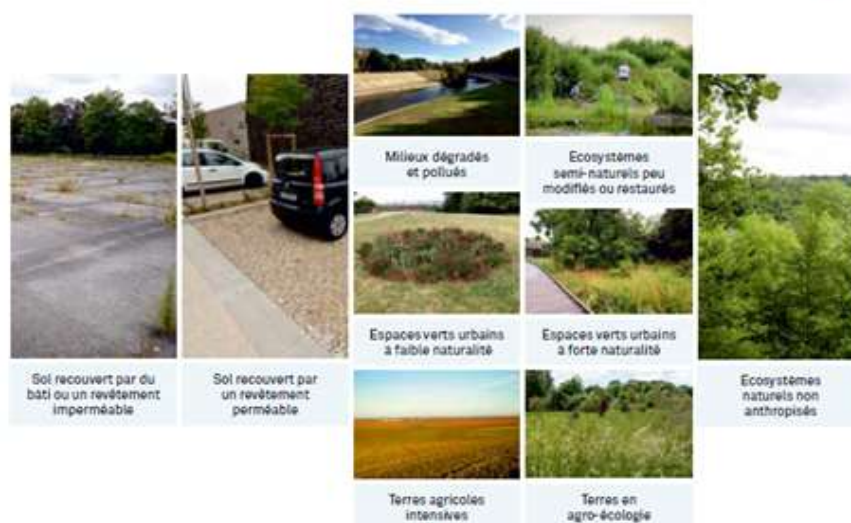 Milieux dégradés
et pollués
Ecosystèmes
semi-naturels peu
modifiés ou restaurés
Espaces verts urbains
à faible naturalité
Espaces verts urbains
à forte naturalité
Sol recouvert par du
bâti ou un revêtement
imperméable
Sol recouvert par
un revêtement
perméable
Ecosystèmes
naturels non
anthropisés
Terres agricoles
intensives
Terres en
agro-écologie